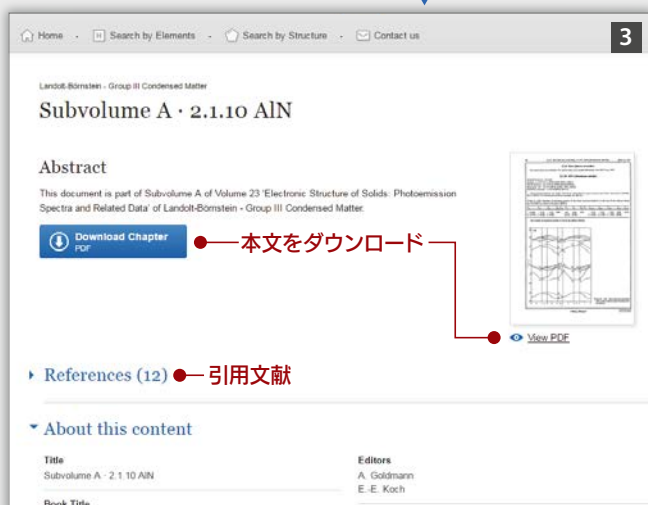 Home · Search by Elements · Search by Structure · Contact us
3
Landolt-Börnstein - Group III Condensed Matter
Subvolume A · 2.1.10 AlN
Abstract
This document is part of Subvolume A of Volume 23 'Electronic Structure of Solids: Photoemission
Spectra and Related Data' of Landolt-Börnstein - Group III Condensed Matter.
Download Chapter
PDF
本文をダウンロード
View PDF
References (12)
引用文献
About this content
Title
Subvolume A · 2.1.10 AlN
Editors
A. Goldmann
E.-E. Koch
Book Title